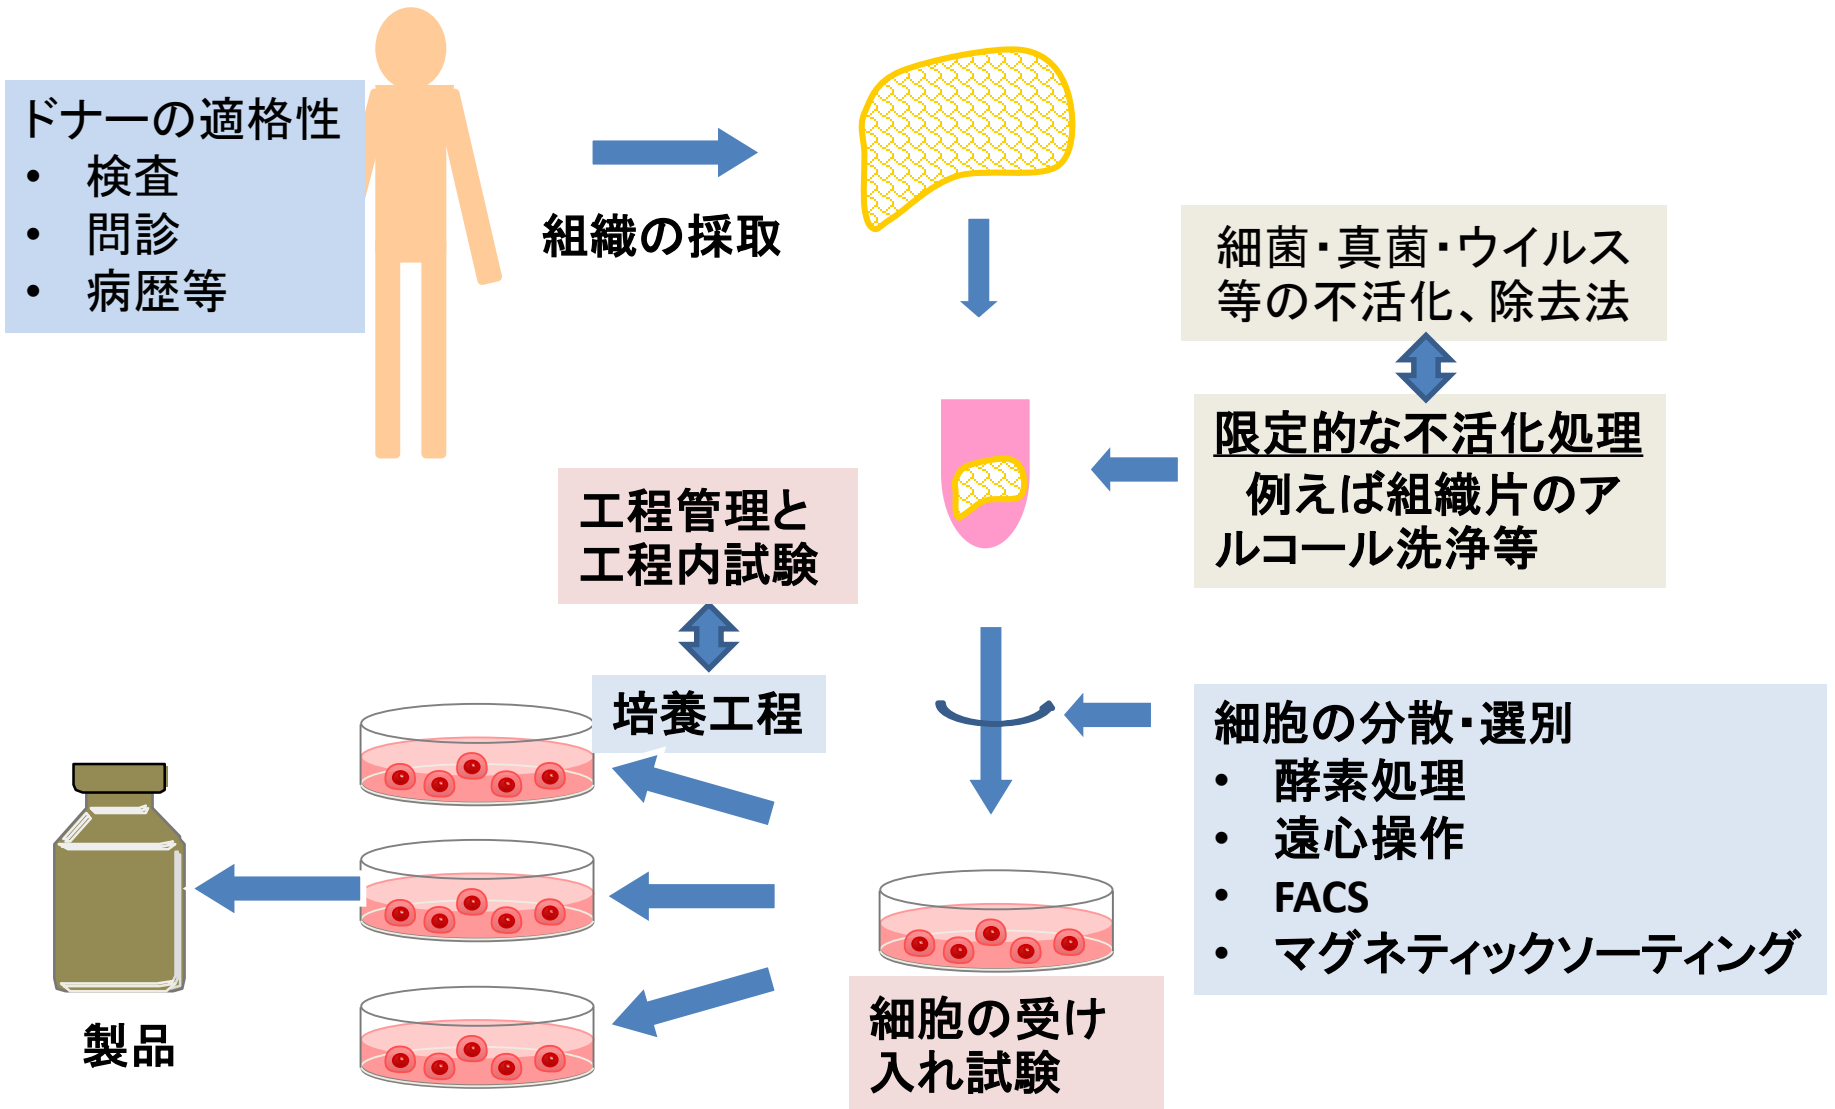 ドナーの適格性
• 検査
• 問診
• 病歴等
組織の採取
細菌・真菌・ウイルス
等の不活化、除去法
限定的な不活化処理
例えば組織片のア
ルコール洗浄等
工程管理と
工程内試験
培養工程
細胞の分散・選別
• 酵素処理
• 遠心操作
• FACS
• マグネティックソーティング
細胞の受け
入れ試験
製品